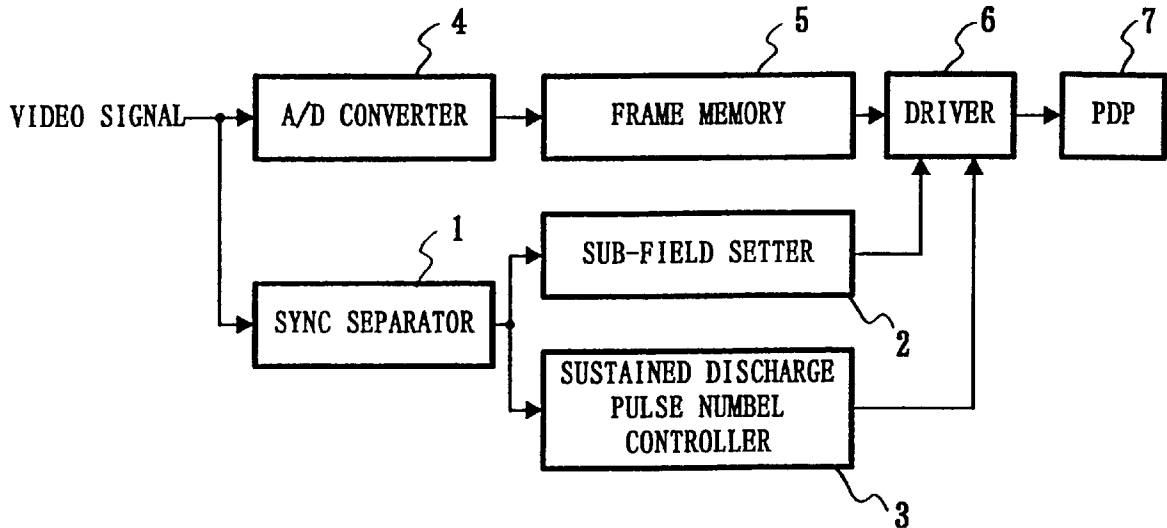 4
5
6
7
VIDEO SIGNAL
A/D CONVERTER
FRAME MEMORY
DRIVER
PDP
1
SUB-FIELD SETTER
SYNC SEPARATOR
2
SUSTAINED DISCHARGE
PULSE NUMBEL
CONTROLLER
3